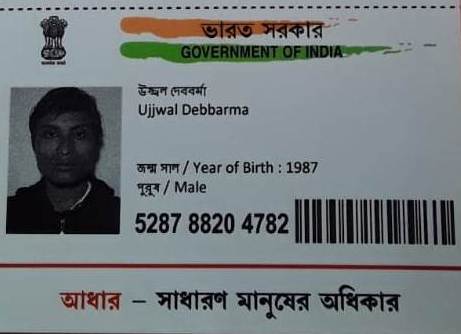 ভারত সরকার
GOVERNMENT OF INDIA
উজ্জ্বল দেববর্মা
Ujjwal Debbarma
জন্ম সাল / Year of Birth : 1987
পুরুষ / Male
5287 8820 4782
আধার – সাধারণ মানুষের অধিকার